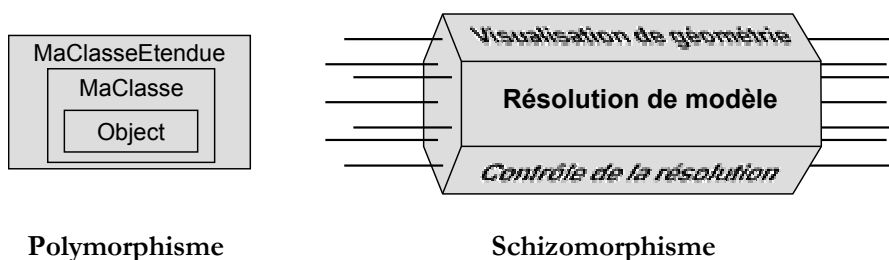 MaClasseEtendue
MaClasse
Object
Visualisation de géométrie
Résolution de modèle
Contrôle de la résolution
Polymorphisme
Schizomorphisme